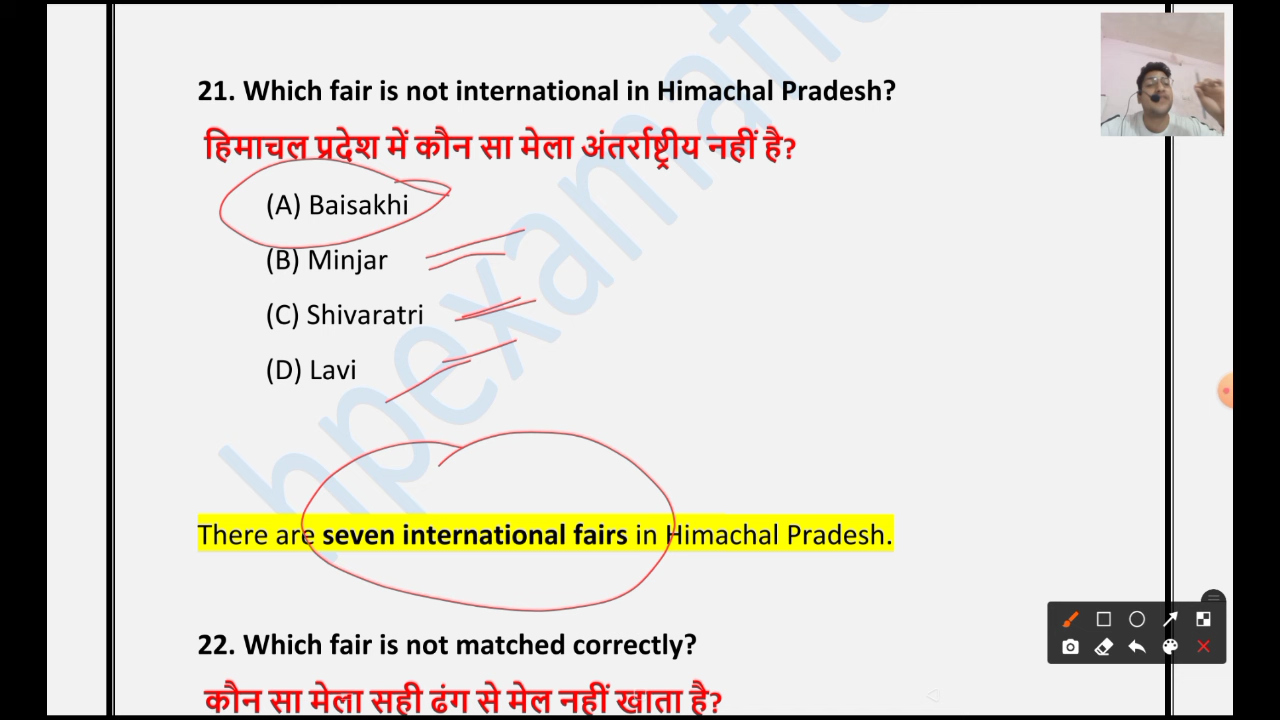 21. Which fair is not international in Himachal Pradesh?
हिमाचल प्रदेश में कौन सा मेला अंतर्राष्ट्रीय नहीं है?
(A) Baisakhi
(B) Minjar
(C) Shivaratri
(D) Lavi
There are seven international fairs in Himachal Pradesh.
22. Which fair is not matched correctly?
कौन सा मेला सही ढंग से मेल नहीं खाता है?